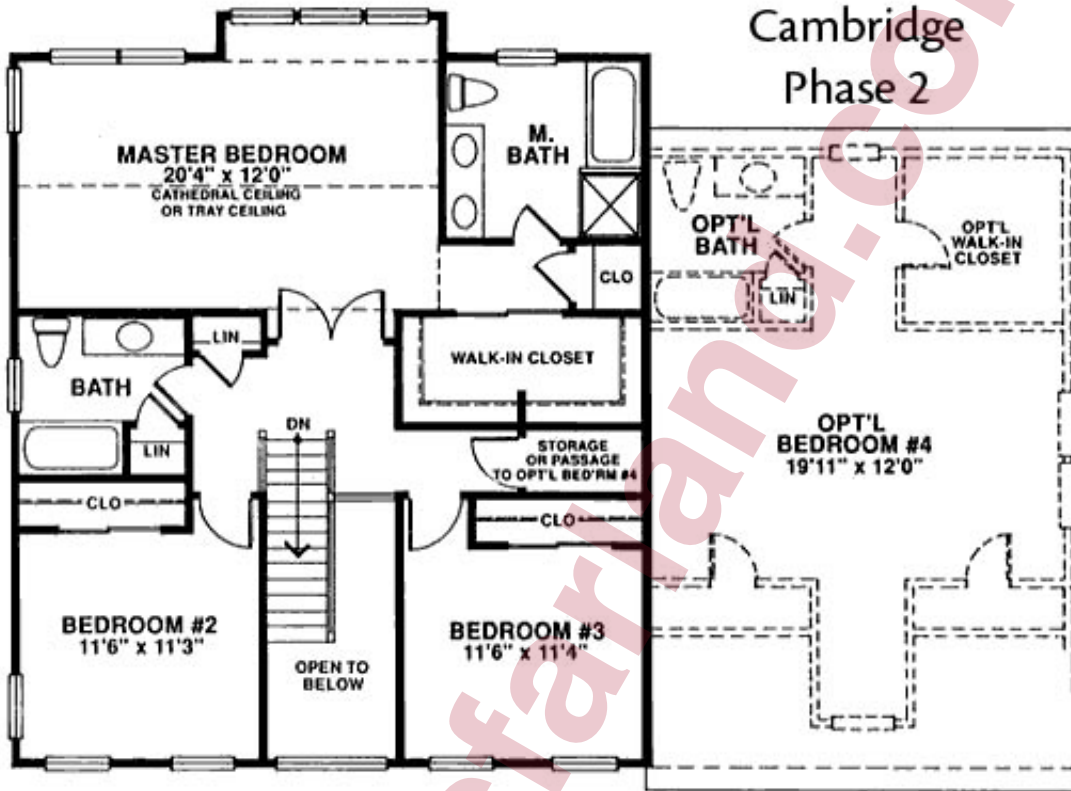 Cambridge
Phase 2
MASTER BEDROOM
20'4" x 12'0"
CATHEDRAL CEILING
OR TRAY CEILING
M.
BATH
CLO
OPT'L
BATH
LIN
OPT'L
WALK-IN
CLOSET
LIN
BATH
LIN
WALK-IN CLOSET
DN
STORAGE
OR PASSAGE
TO OPT'L BED'RM #4
OPT'L
BEDROOM #4
19'11" x 12'0"
CLO
CLO
BEDROOM #2
11'6" x 11'3"
OPEN TO
BELOW
BEDROOM #3
11'6" x 11'4"
farland.co